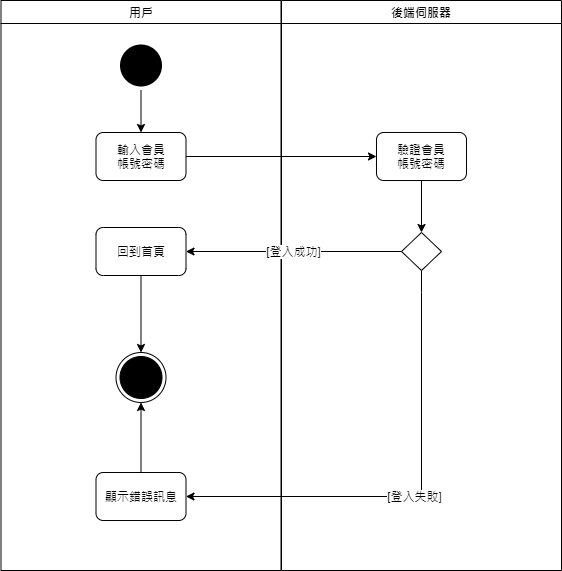 用戶
後端伺服器
輸入會員
帳號密碼
驗證會員
帳號密碼
回到首頁
[登入成功]
顯示錯誤訊息
[登入失敗]